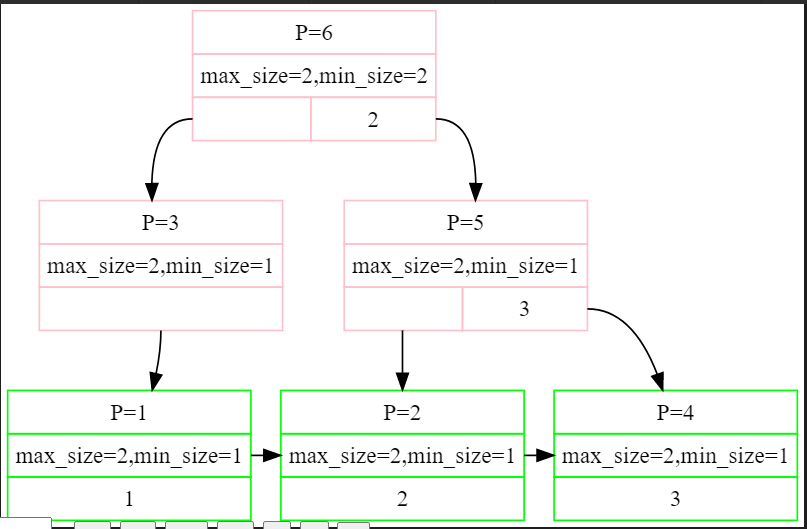 P=6
max_size=2,min_size=2
2
P=3
max_size=2,min_size=1
P=5
max_size=2,min_size=1
3
P=1
max_size=2,min_size=1
1
P=2
max_size=2,min_size=1
2
P=4
max_size=2,min_size=1
3